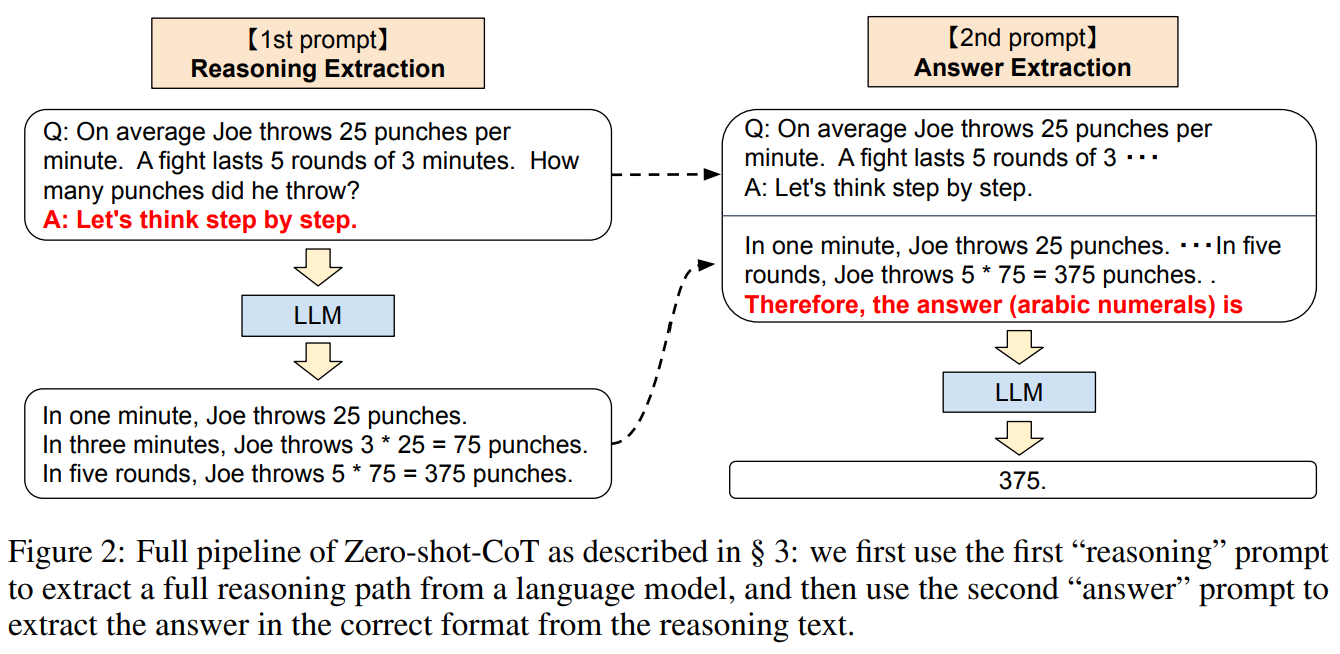 【1st prompt】
Reasoning Extraction
Q: On average Joe throws 25 punches per
minute.  A fight lasts 5 rounds of 3 minutes.  How
many punches did he throw?
A: Let's think step by step.
LLM
In one minute, Joe throws 25 punches.
In three minutes, Joe throws 3 * 25 = 75 punches.
In five rounds, Joe throws 5 * 75 = 375 punches.
【2nd prompt】
Answer Extraction
Q: On average Joe throws 25 punches per
minute.  A fight lasts 5 rounds of 3 ･･･
A: Let's think step by step.
In one minute, Joe throws 25 punches. ･･･In five
rounds, Joe throws 5 * 75 = 375 punches. .
Therefore, the answer (arabic numerals) is
LLM
375.
Figure 2: Full pipeline of Zero-shot-CoT as described in § 3: we first use the first “reasoning” prompt
to extract a full reasoning path from a language model, and then use the second “answer” prompt to
extract the answer in the correct format from the reasoning text.